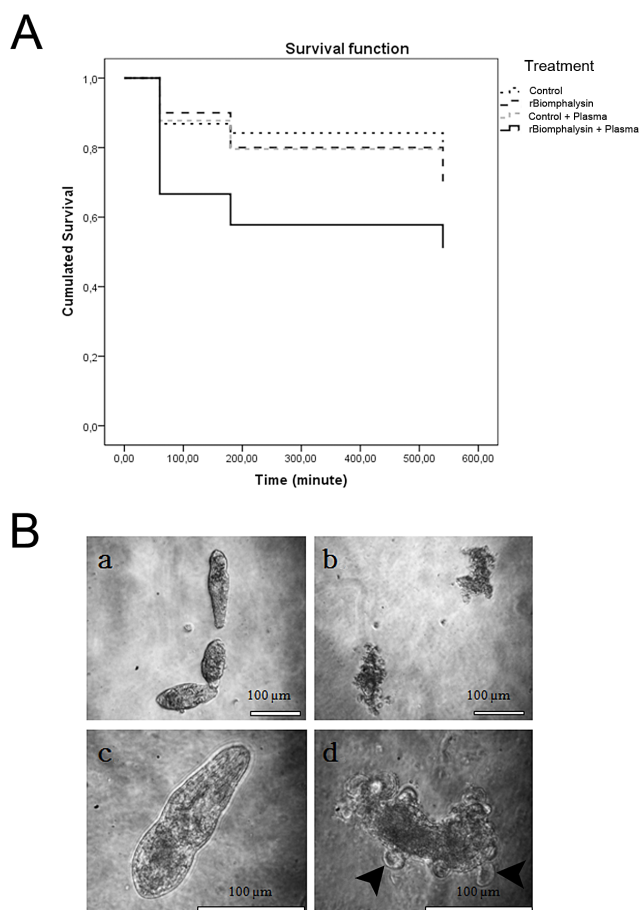 A
Survival function
Treatment
Control
rBiomphalysin
Control + Plasma
rBiomphalysin + Plasma
Cumulated Survival
1,0
0,8
0,6
0,4
0,2
0,0
0,00
100,00
200,00
300,00
400,00
500,00
600,00
Time (minute)
B
a
100 µm
b
100 µm
c
100 µm
d
100 µm